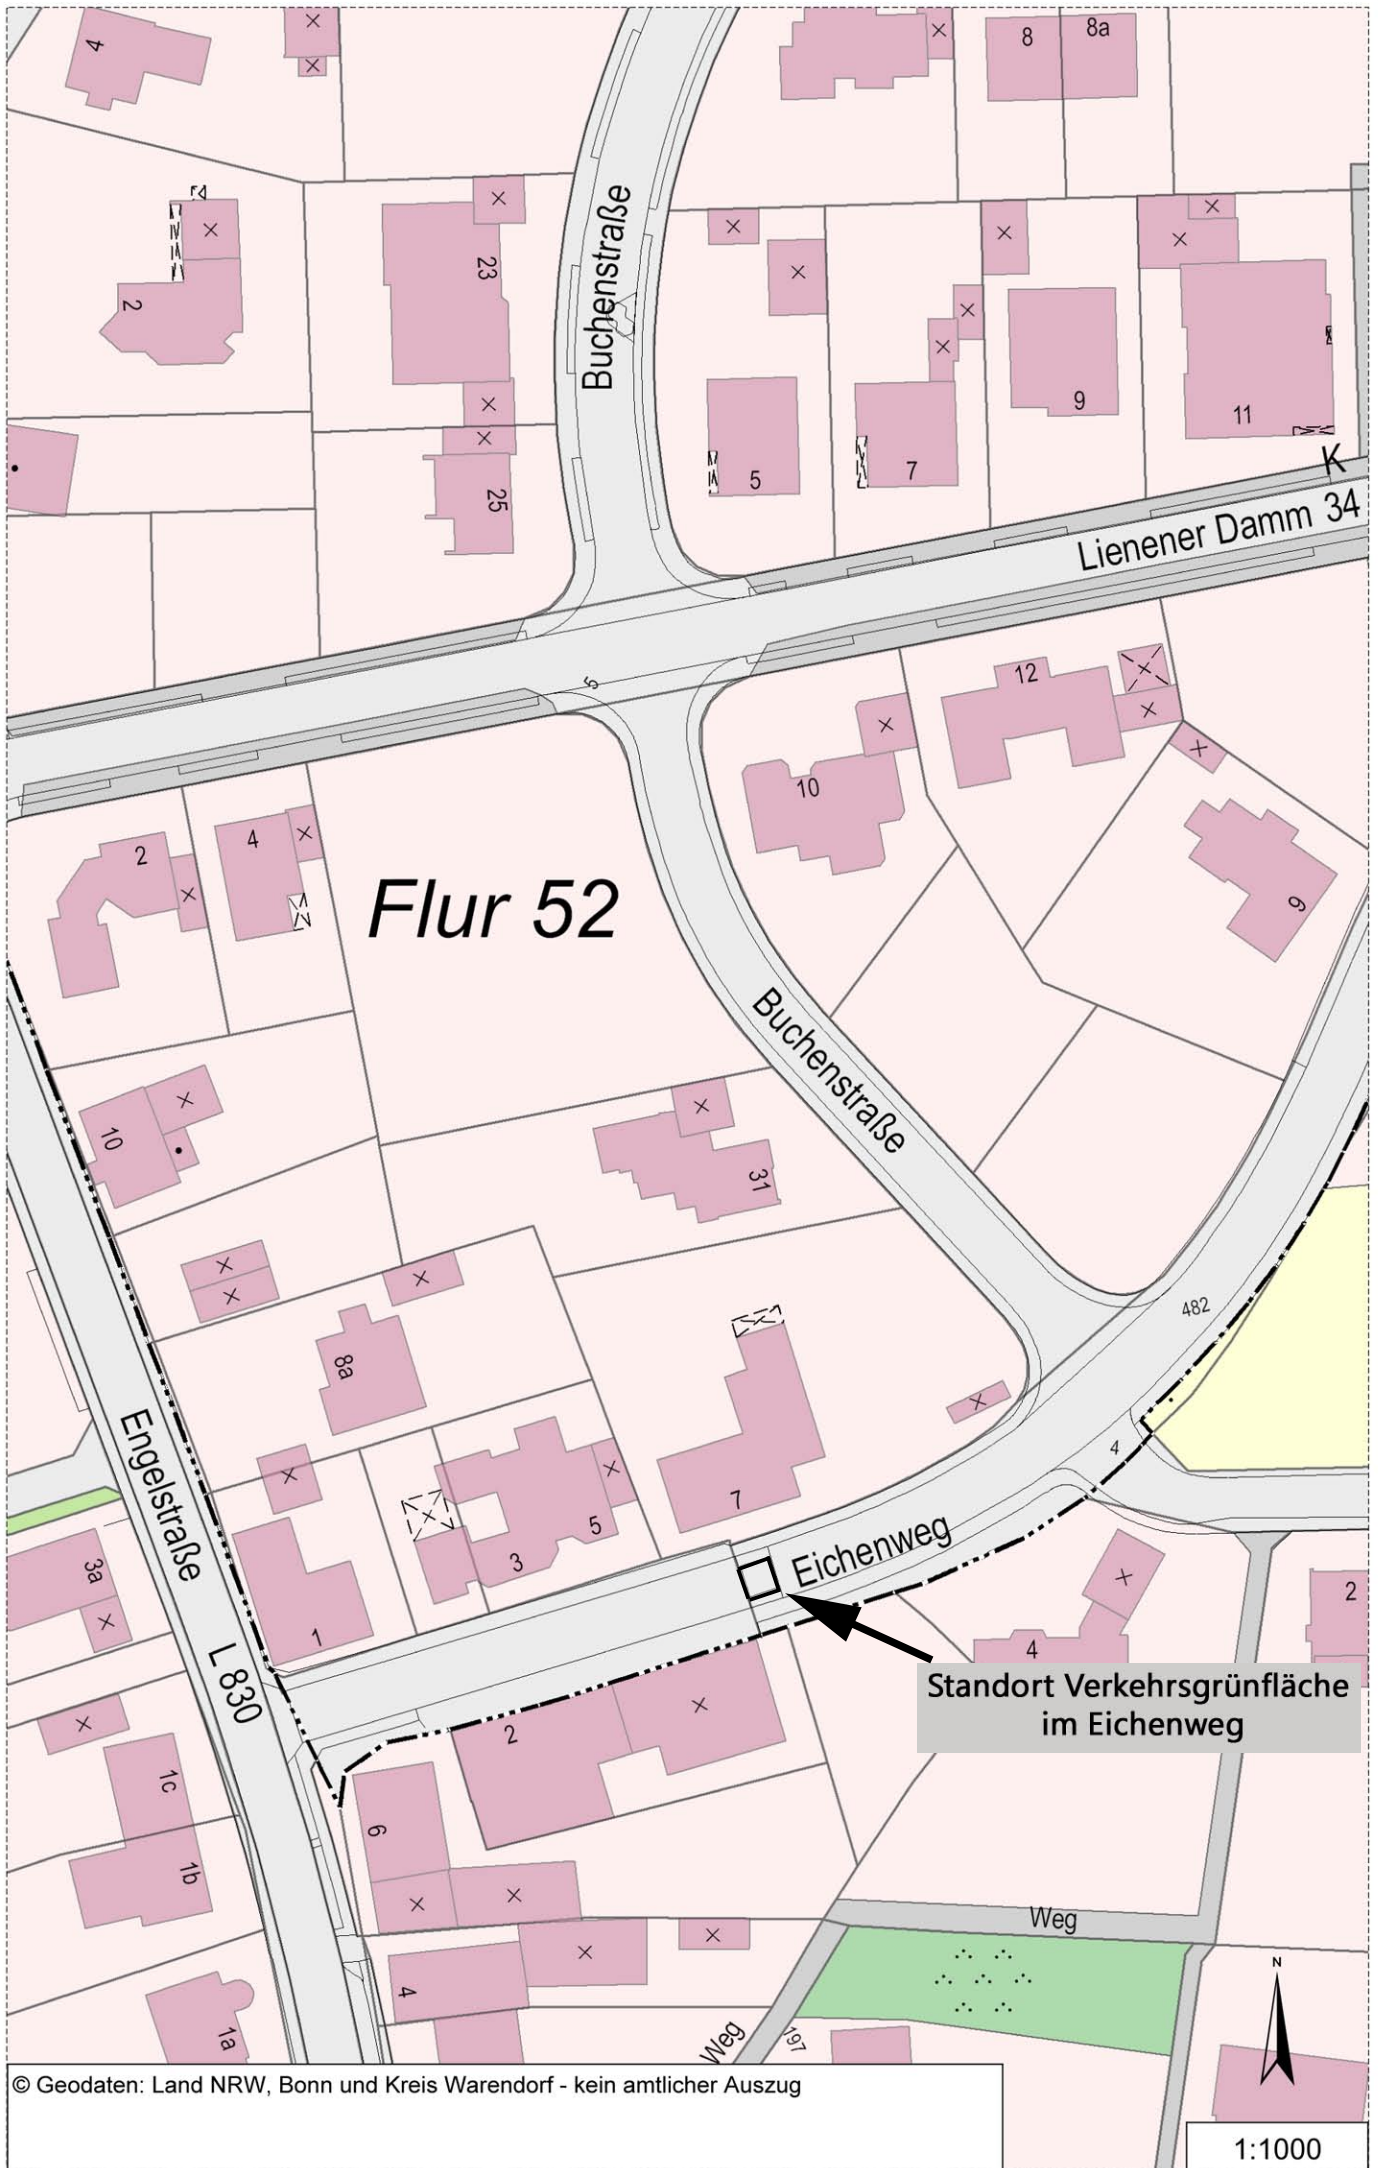 4
8
8a
2
23
Buchenstraße
9
11
5
7
25
K
Lienener Damm 34
5
12
10
2
4
Flur 52
9
Buchenstraße
10
31
482
8a
Engelstraße
4
7
5
3
Eichenweg
3a
1
2
4
L 830
Standort Verkehrsgrünfläche
im Eichenweg
2
1c
6
1b
Weg
4
N
1a
Weg
197
© Geodaten: Land NRW, Bonn und Kreis Warendorf - kein amtlicher Auszug
1:1000